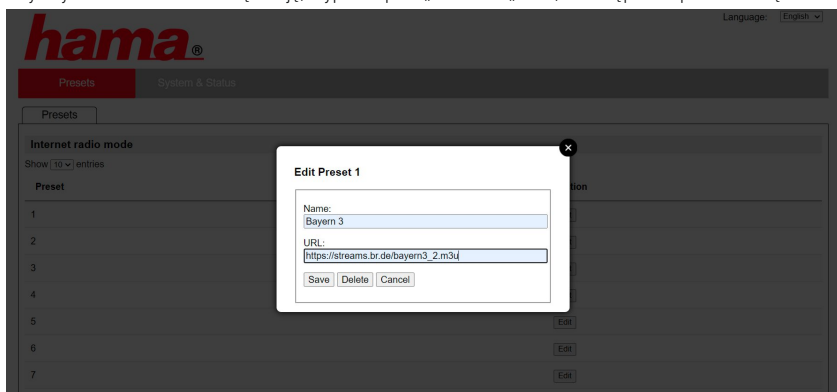 Language: English
hama®
Presets System & Status
Presets
Internet radio mode
Show 10 entries
Preset
1
2
3
4
5 Edit
6 Edit
7 Edit
Edit Preset 1
Name:
Bayern 3
URL:
https://streams.br.de/bayern3_2.m3u
Save Delete Cancel